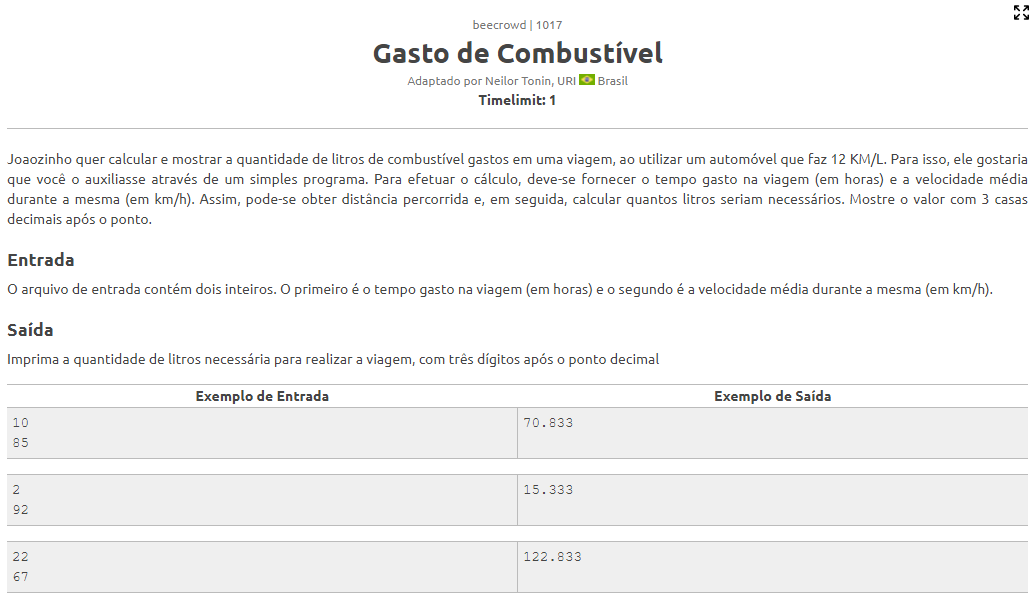 beecrowd | 1017
Gasto de Combustível
Adaptado por Neilor Tonin, URI Brasil
Timelimit: 1
Joaozinho quer calcular e mostrar a quantidade de litros de combustível gastos em uma viagem, ao utilizar um automóvel que faz 12 KM/L. Para isso, ele gostaria
que você o auxiliasse através de um simples programa. Para efetuar o cálculo, deve-se fornecer o tempo gasto na viagem (em horas) e a velocidade média
durante a mesma (em km/h). Assim, pode-se obter distância percorrida e, em seguida, calcular quantos litros seriam necessários. Mostre o valor com 3 casas
decimais após o ponto.
Entrada
O arquivo de entrada contém dois inteiros. O primeiro é o tempo gasto na viagem (em horas) e o segundo é a velocidade média durante a mesma (em km/h).
Saída
Imprima a quantidade de litros necessária para realizar a viagem, com três dígitos após o ponto decimal
Exemplo de Entrada Exemplo de Saída
10 70.833
85
2 15.333
92
22 122.833
67